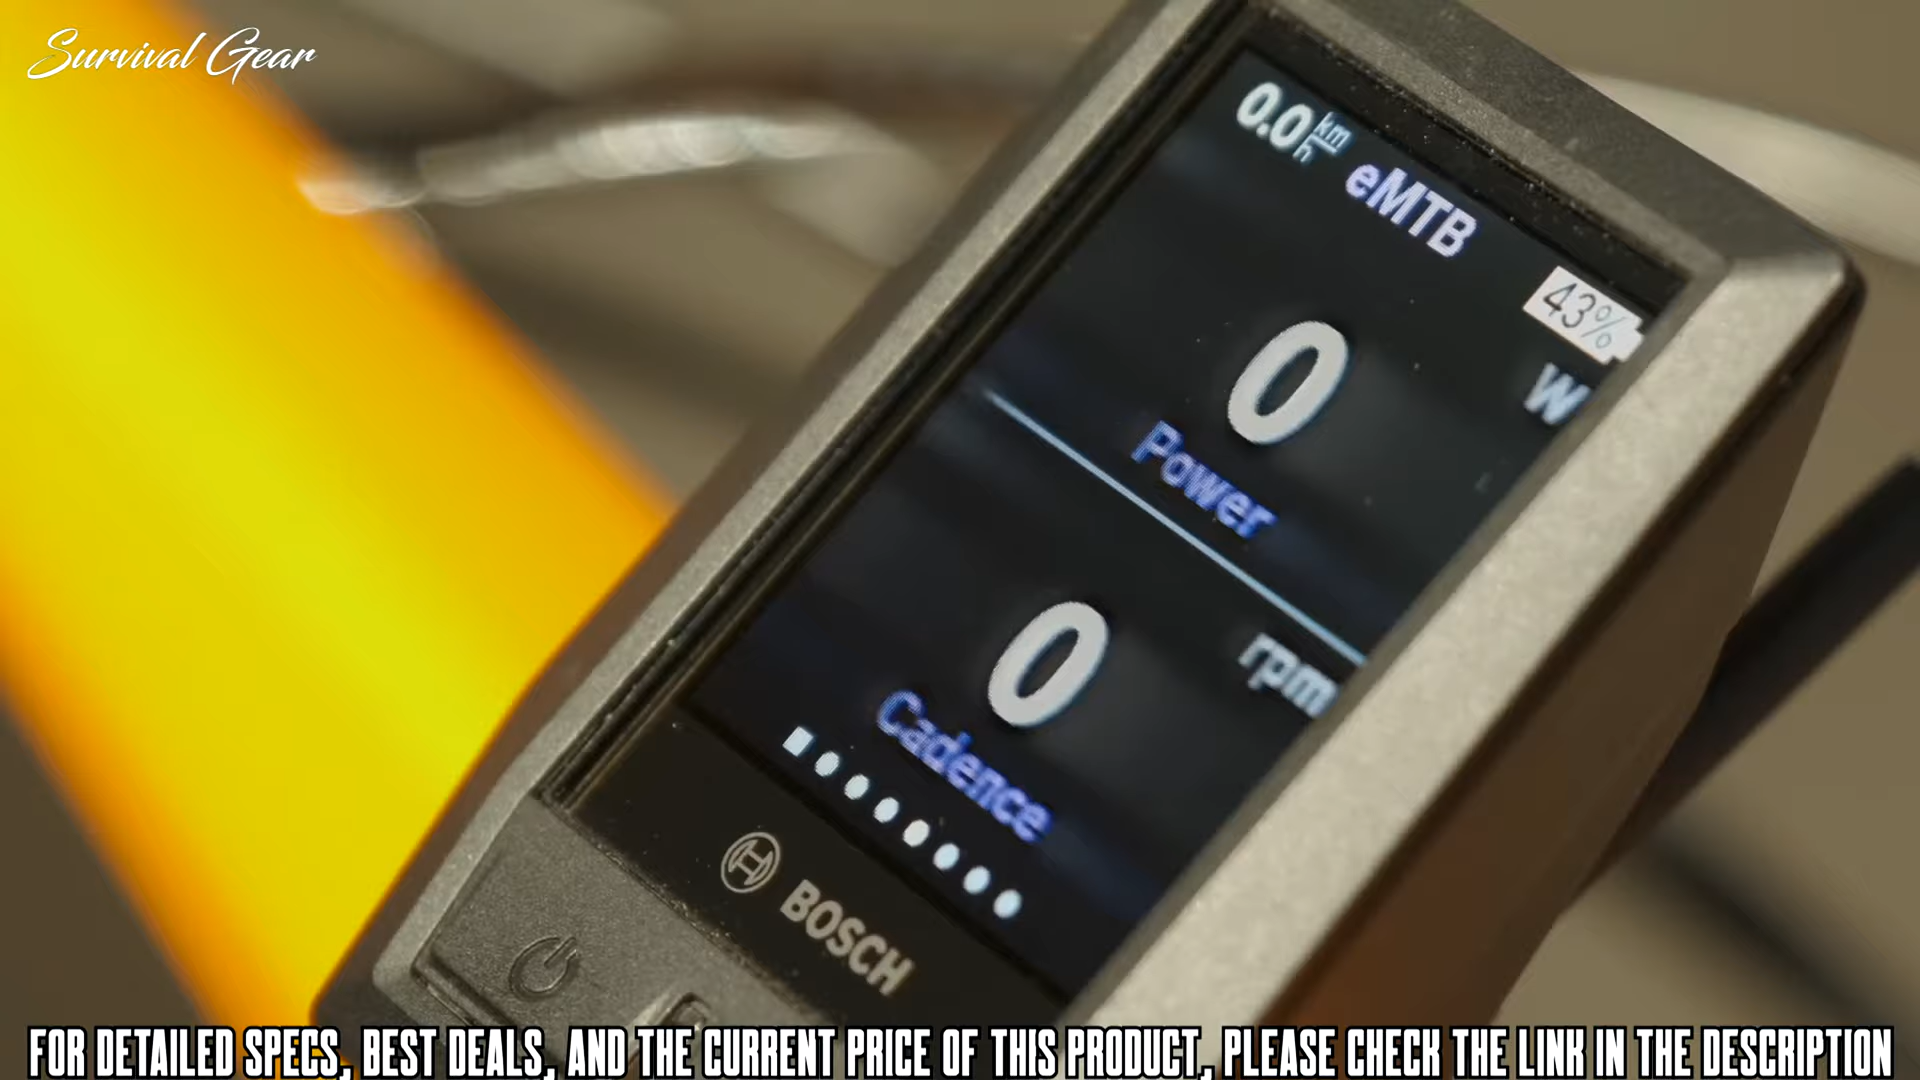 Survival Gear
0.0 km/h
eMTB
43%
0
W
Power
0
rpm
Cadence
BOSCH
FOR DETAILED SPECS, BEST DEALS, AND THE CURRENT PRICE OF THIS PRODUCT, PLEASE CHECK THE LINK IN THE DESCRIPTION